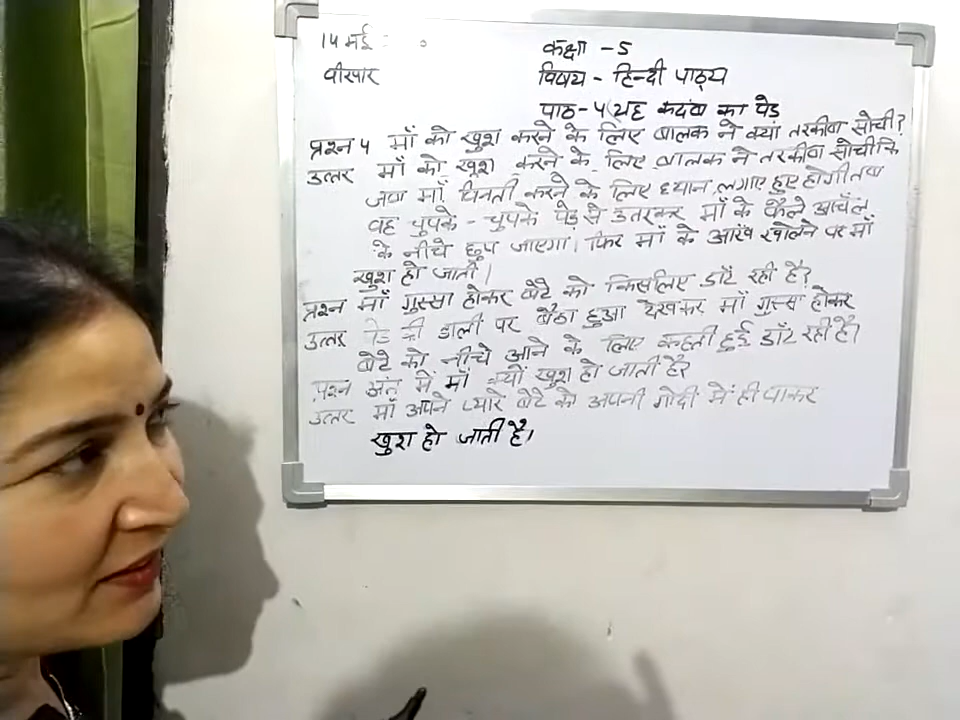 14 मई
वीरवार
कक्षा - 5
विषय - हिन्दी पाठ्य
पाठ- 4 यह कदंब का पेड़
प्रश्न 4 माँ को खुश करने के लिए बालक ने क्या तरकीब सोची?
उत्तर माँ को खुश करने के लिए बालक ने तरकीब सोची कि
जब माँ विनती करने के लिए ध्यान लगाए हुए होगी तब
वह चुपके - चुपके पेड़ से उतरकर माँ के फैले आँचल
के नीचे छुप जाएगा। फिर माँ के आँख खोलने पर माँ
खुश हो जाती।
प्रश्न माँ गुस्सा होकर बेटे को किसलिए डाँट रही है?
उत्तर पेड़ की डाली पर बैठा हुआ देखकर माँ गुस्सा होकर
बेटे को नीचे आने के लिए कहती हुई डाँट रही है।
प्रश्न अंत में माँ क्यों खुश हो जाती है?
उत्तर माँ अपने प्यारे बेटे को अपनी गोदी में ही पाकर
खुश हो जाती है।